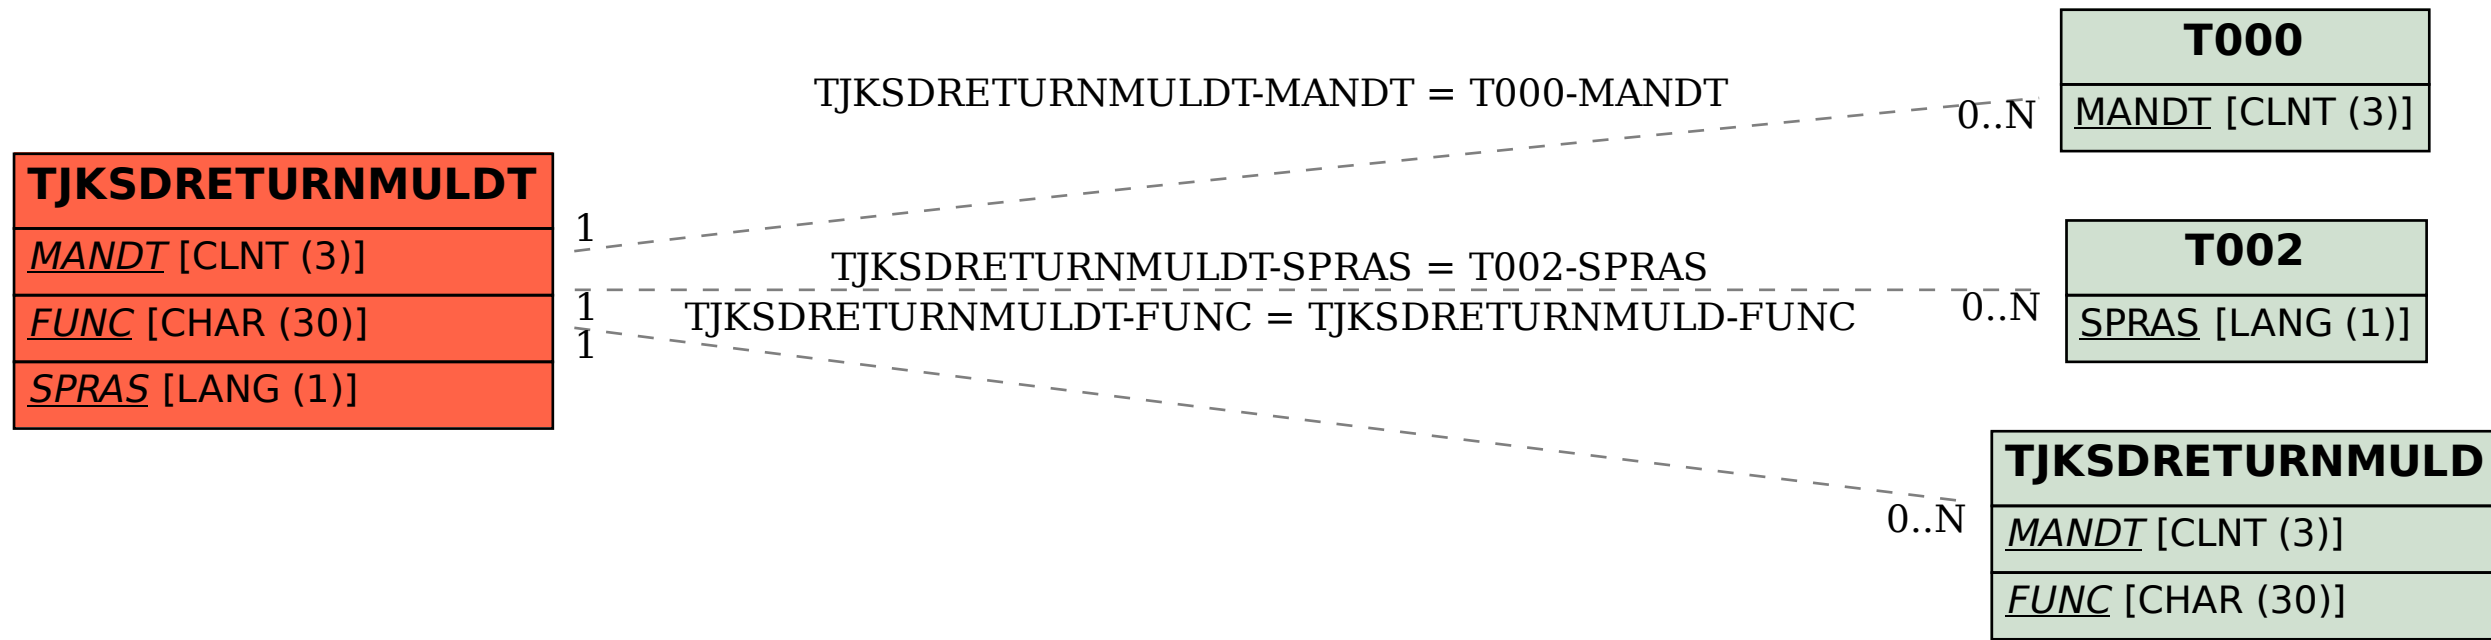 TJKSDRETURNMULDT
MANDT [CLNT (3)]
FUNC [CHAR (30)]
SPRAS [LANG (1)]
TJKSDRETURNMULDT-MANDT = T000-MANDT
1
0..N
TJKSDRETURNMULDT-SPRAS = T002-SPRAS
1
0..N
TJKSDRETURNMULDT-FUNC = TJKSDRETURNMULD-FUNC
1
0..N
T000
MANDT [CLNT (3)]
T002
SPRAS [LANG (1)]
TJKSDRETURNMULD
MANDT [CLNT (3)]
FUNC [CHAR (30)]